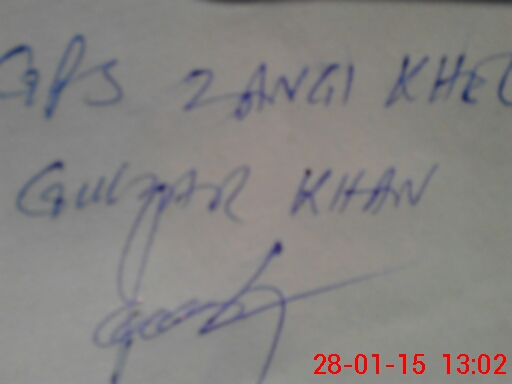 GPS ZANGI KHEL
GULZAR KHAN
28-01-15 13:02